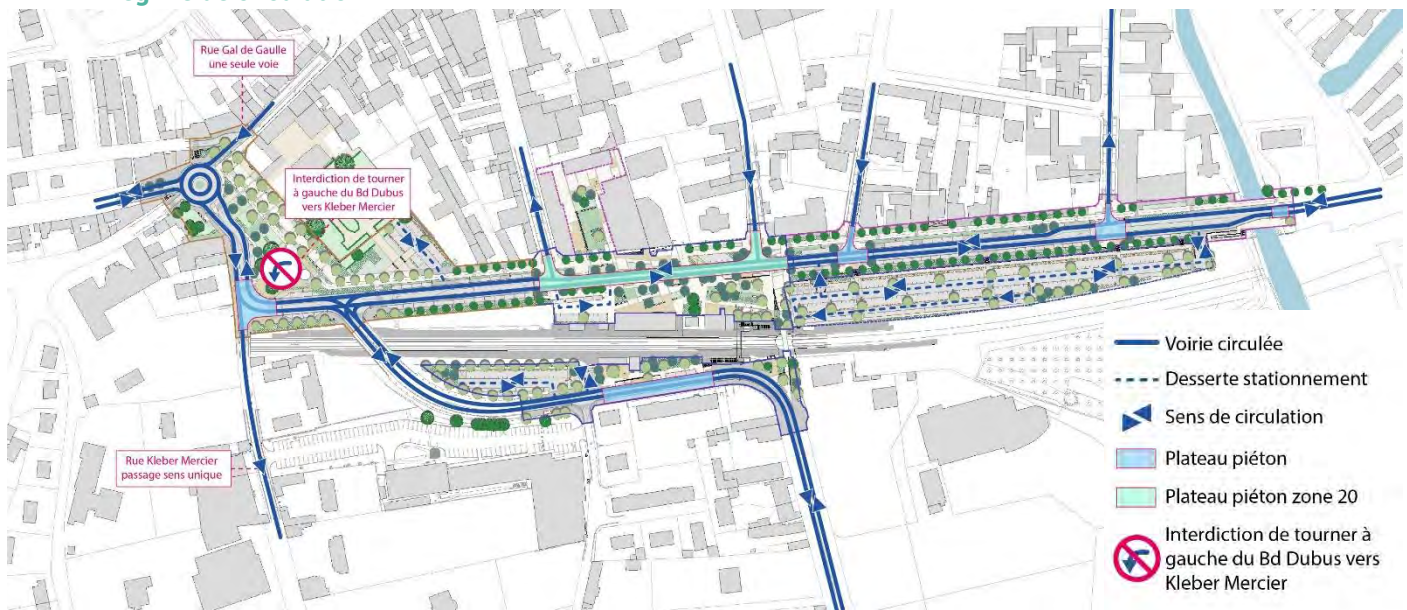 Rue Gal de Gaulle
une seule voie
Interdiction de tourner
à gauche du Bd Dubus
vers Kleber Mercier
Rue Kleber Mercier
passage sens unique
Voirie circulée
Desserte stationnement
Sens de circulation
Plateau piéton
Plateau piéton zone 20
Interdiction de tourner à
gauche du Bd Dubus vers
Kleber Mercier